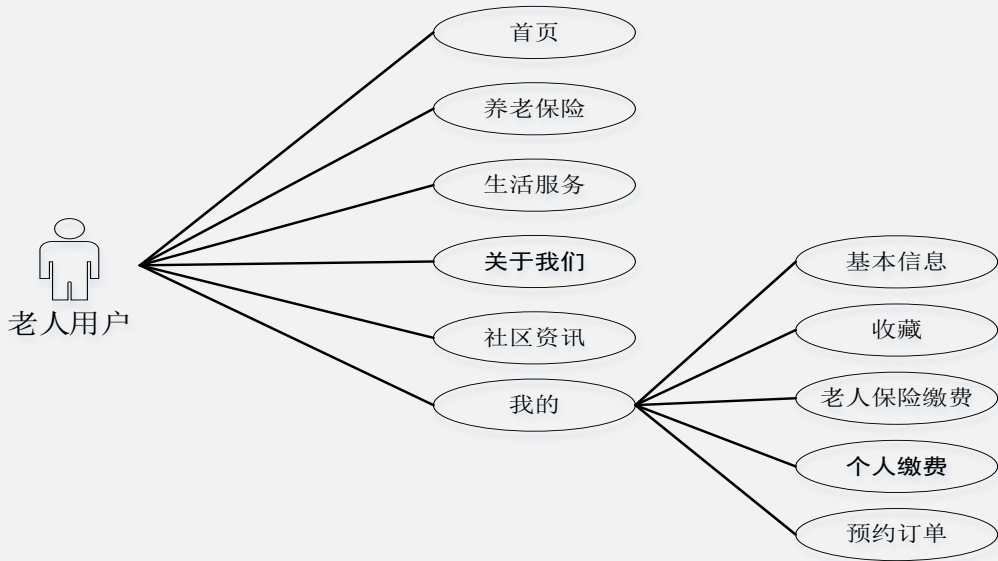 首页
养老保险
生活服务
关于我们
社区资讯
我的
老人用户
基本信息
收藏
老人保险缴费
个人缴费
预约订单